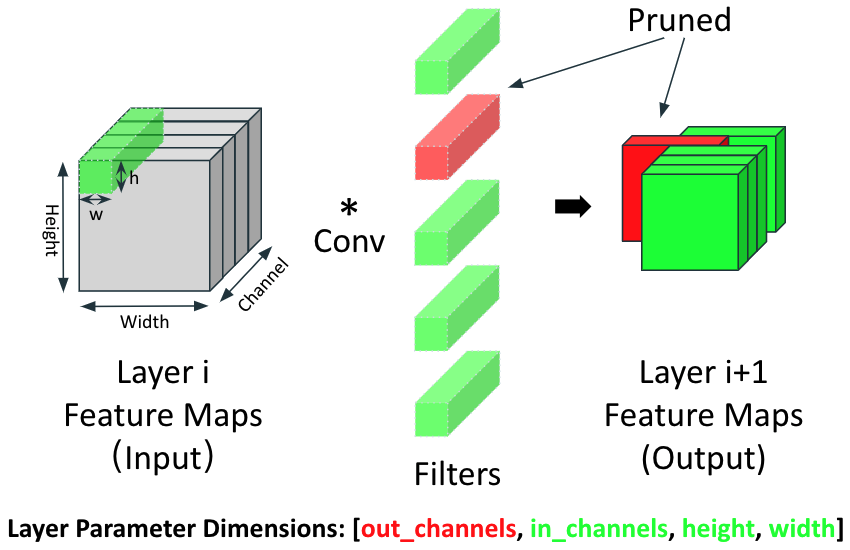 Pruned
h
w
Height
Width
Channel
*
Conv
Layer i
Feature Maps
(Input)
Filters
Layer i+1
Feature Maps
(Output)
Layer Parameter Dimensions: [out_channels, in_channels, height, width]